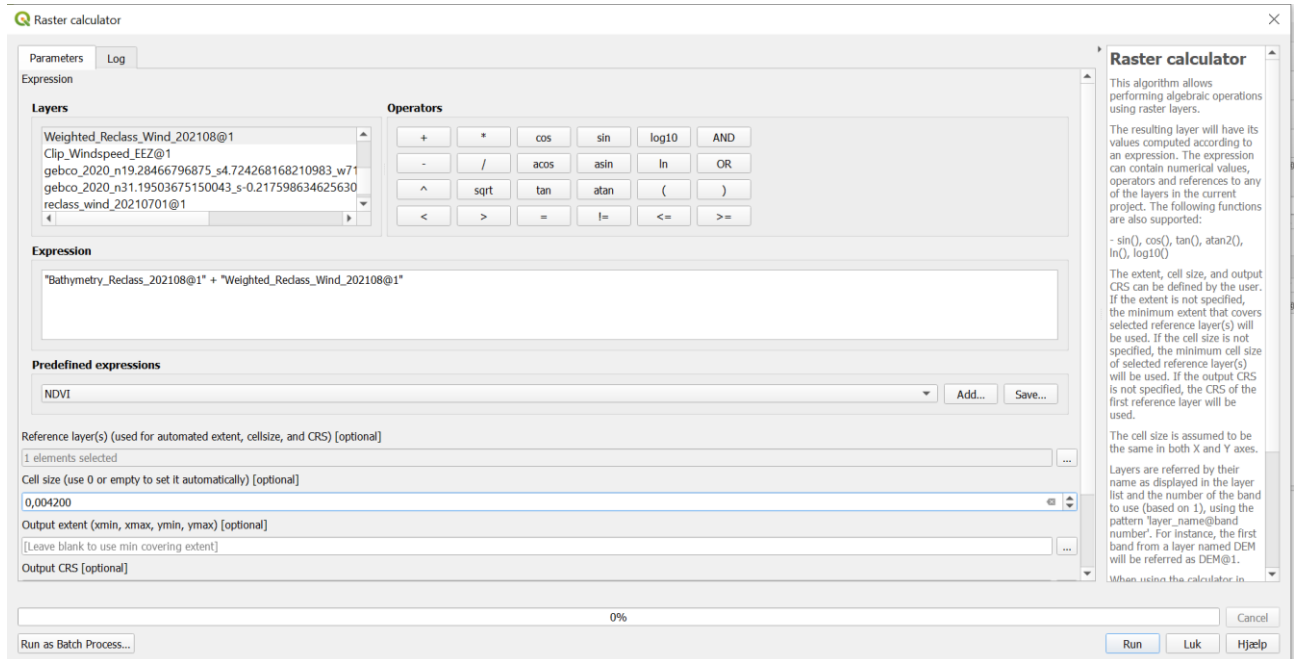 Raster calculator
Parameters
Log
Expression
Layers
Weighted_Reclass_Wind_202108@1
Clip_Windspeed_EEZ@1
gebco_2020_n19.28466796875_s4.724268168210983_w71
gebco_2020_n31.19503675150043_s-0.217598634625630
reclass_wind_20210701@1
Operators
+ * cos sin log10 AND
- / acos asin ln OR
^ sqrt tan atan ( )
< > = != <= >=
Expression
"Bathymetry_Reclass_202108@1" + "Weighted_Reclass_Wind_202108@1"
Predefined expressions
NDVI
Add...
Save...
Reference layer(s) (used for automated extent, cellsize, and CRS) [optional]
1 elements selected
...
Cell size (use 0 or empty to set it automatically) [optional]
0,004200
Output extent (xmin, xmax, ymin, ymax) [optional]
[Leave blank to use min covering extent]
...
Output CRS [optional]
Raster calculator
This algorithm allows
performing algebraic operations
using raster layers.
The resulting layer will have its
values computed according to
an expression. The expression
can contain numerical values,
operators and references to any
of the layers in the current
project. The following functions
are also supported:
- sin(), cos(), tan(), atan2(),
ln(), log10()
The extent, cell size, and output
CRS can be defined by the user.
If the extent is not specified,
the minimum extent that covers
selected reference layer(s) will
be used. If the cell size is not
specified, the minimum cell size
of selected reference layer(s)
will be used. If the output CRS
is not specified, the CRS of the
first reference layer will be
used.
The cell size is assumed to be
the same in both X and Y axes.
Layers are referred by their
name as displayed in the layer
list and the number of the band
to use (based on 1), using the
pattern 'layer_name@band
number'. For instance, the first
band from a layer named DEM
will be referred as DEM@1.
When using the calculator in
0%
Cancel
Run as Batch Process...
Run
Luk
Hjælp